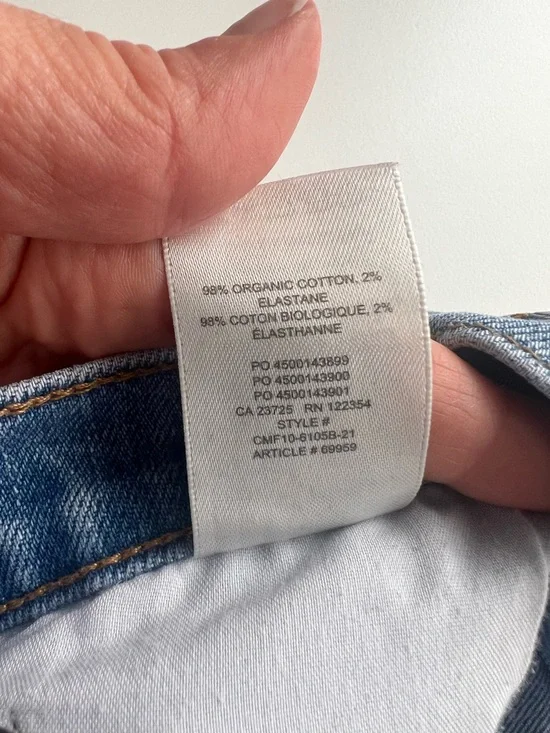 98% ORGANIC COTTON, 2%
ELASTANE
98% COTON BIOLOGIQUE, 2%
ÉLASTHANNE
PO 4500143899
PO 4500143900
PO 4500143901
CA 23725 RN 122354
STYLE #
CMF10-6105B-21
ARTICLE # 69959